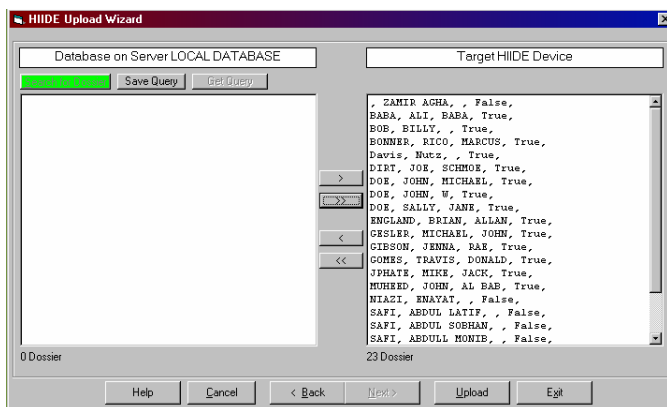 HIIDE Upload Wizard
Database on Server LOCAL DATABASE
Target HIIDE Device
Search for Dossier
Save Query
Get Query
, ZAMIR AGHA, , False,
BABA, ALI, BABA, True,
BOB, BILLY, , True,
BONNER, RICO, MARCUS, True,
Davis, Nutz, , True,
DIRT, JOE, SCHMOE, True,
DOE, JOHN, MICHAEL, True,
DOE, JOHN, W, True,
DOE, SALLY, JANE, True,
ENGLAND, BRIAN, ALLAN, True,
GESLER, MICHAEL, JOHN, True,
GIBSON, JENNA, RAE, True,
GOMES, TRAVIS, DONALD, True,
JPHATE, MIKE, JACK, True,
MUHEED, JOHN, AL BAB, True,
NIAZI, ENAYAT, , False,
SAFI, ABDUL LATIF, , False,
SAFI, ABDUL SOBHAN, , False,
SAFI, ABDULL MONIB, , False,
>
>>
<
<<
0 Dossier
23 Dossier
Help
Cancel
< Back
Next >
Upload
Exit